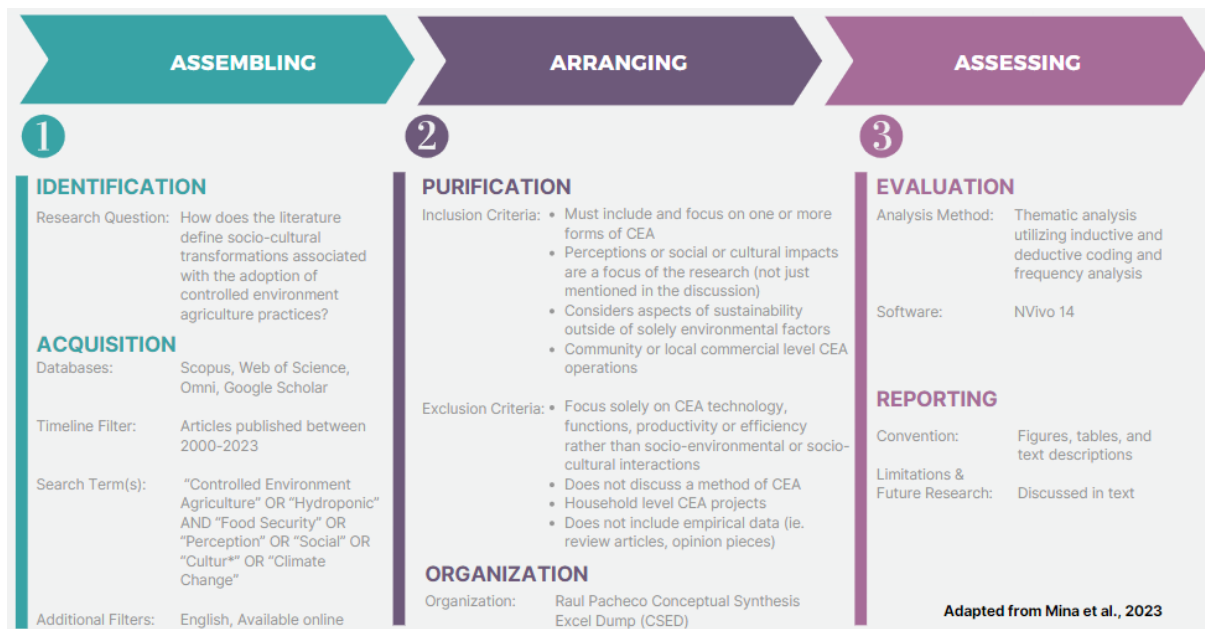 ASSEMBLING
ARRANGING
ASSESSING
1
IDENTIFICATION
Research Question: How does the literature
define socio-cultural
transformations associated
with the adoption of
controlled environment
agriculture practices?
ACQUISITION
Databases: Scopus, Web of Science,
Omni, Google Scholar
Timeline Filter: Articles published between
2000-2023
Search Term(s): “Controlled Environment
Agriculture” OR “Hydroponic”
AND “Food Security” OR
“Perception” OR “Social” OR
“Cultur*” OR “Climate
Change”
Additional Filters: English, Available online
2
PURIFICATION
Inclusion Criteria: • Must include and focus on one or more
forms of CEA
• Perceptions or social or cultural impacts
are a focus of the research (not just
mentioned in the discussion)
• Considers aspects of sustainability
outside of solely environmental factors
• Community or local commercial level CEA
operations
Exclusion Criteria: • Focus solely on CEA technology,
functions, productivity or efficiency
rather than socio-environmental or socio-
cultural interactions
• Does not discuss a method of CEA
• Household level CEA projects
• Does not include empirical data (ie.
review articles, opinion pieces)
ORGANIZATION
Organization: Raul Pacheco Conceptual Synthesis
Excel Dump (CSED)
3
EVALUATION
Analysis Method: Thematic analysis
utilizing inductive and
deductive coding and
frequency analysis
Software: NVivo 14
REPORTING
Convention: Figures, tables, and
text descriptions
Limitations &
Future Research: Discussed in text
Adapted from Mina et al., 2023